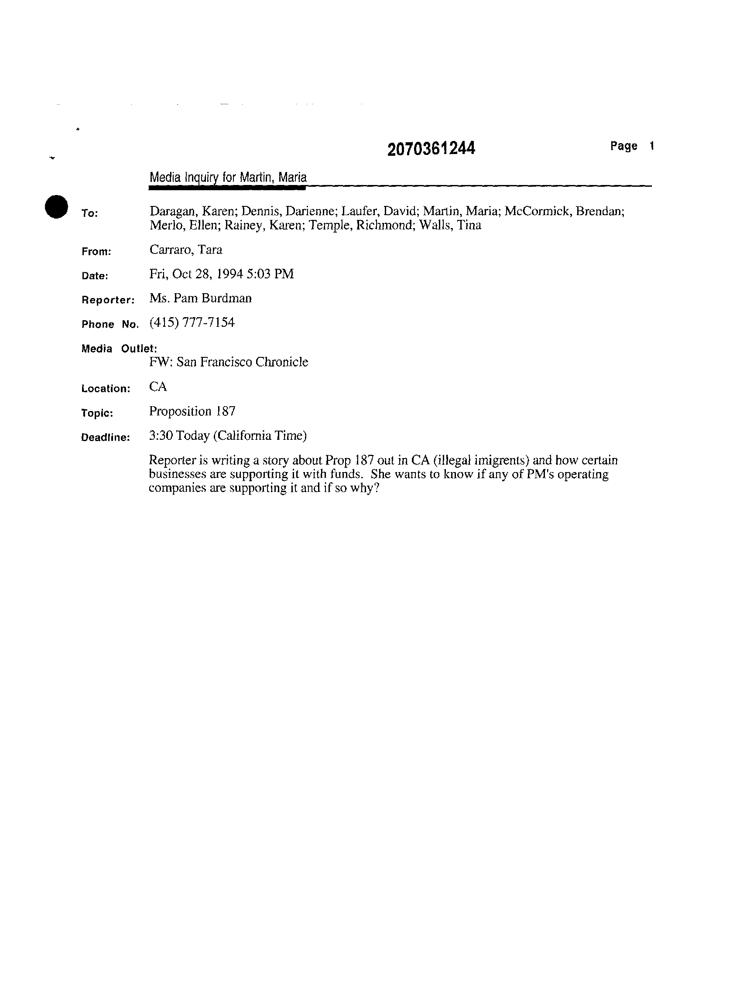 2070361244 Page 1
Media Inquiry for Martin, Maria
To: Daragan, Karen; Dennis, Darienne; Laufer, David; Martin, Maria; McCormick, Brendan;
Merlo, Ellen; Rainey, Karen; Temple, Richmond; Walls, Tina
From: Carraro, Tara
Date: Fri, Oct 28, 1994 5:03 PM
Reporter: Ms. Pam Burdman
Phone No. (415) 777-7154
Media Outlet:
FW: San Francisco Chronicle
Location: CA
Topic: Proposition 187
Deadline: 3:30 Today (California Time)
Reporter is writing a story about Prop 187 out in CA (illegal imigrents) and how certain
businesses are supporting it with funds. She wants to know if any of PM's operating
companies are supporting it and if so why?